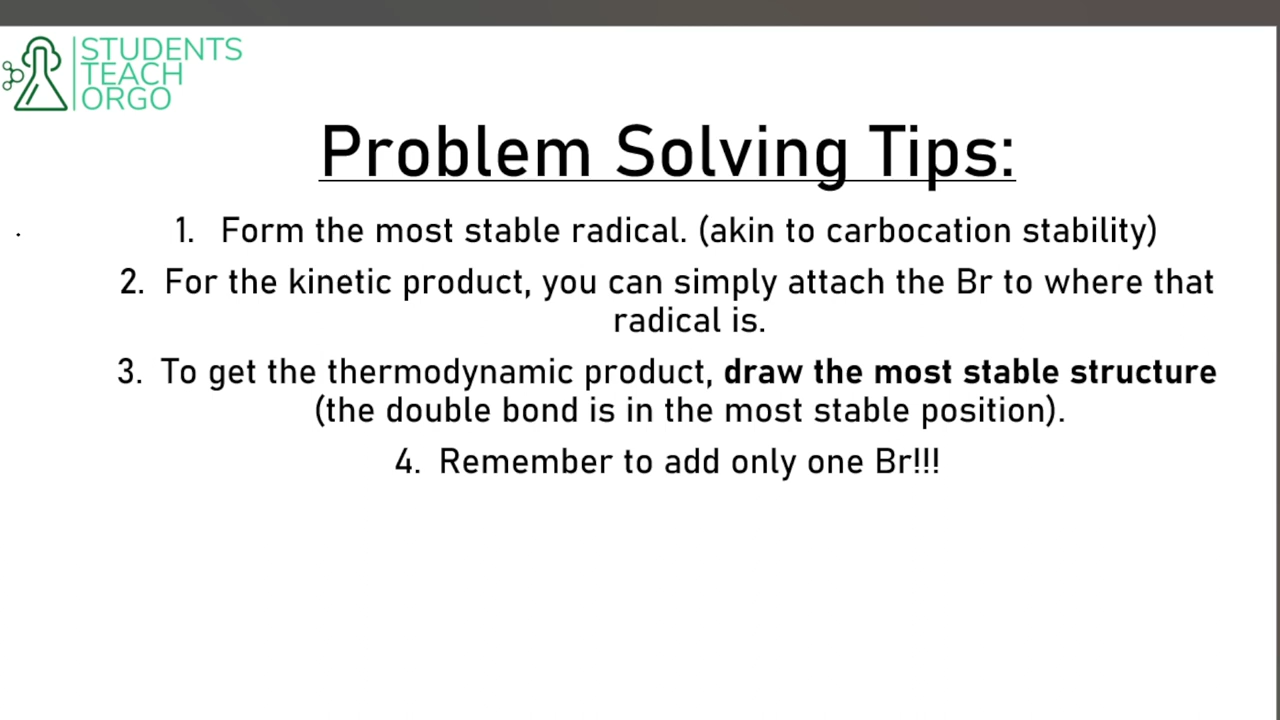 STUDENTS
TEACH
ORGO
Problem Solving Tips:
1. Form the most stable radical. (akin to carbocation stability)
2. For the kinetic product, you can simply attach the Br to where that
radical is.
3. To get the thermodynamic product, draw the most stable structure
(the double bond is in the most stable position).
4. Remember to add only one Br!!!